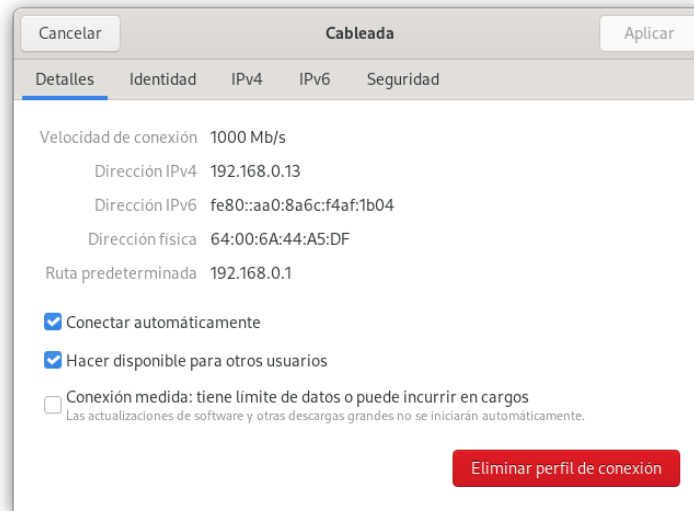 Cancelar Cableada Aplicar
Detalles Identidad IPv4 IPv6 Seguridad
Velocidad de conexión 1000 Mb/s
Dirección IPv4 192.168.0.13
Dirección IPv6 fe80::aa0:8a6c:f4af:1b04
Dirección física 64:00:6A:44:A5:DF
Ruta predeterminada 192.168.0.1
Conectar automáticamente
Hacer disponible para otros usuarios
Conexión medida: tiene límite de datos o puede incurrir en cargos
Las actualizaciones de software y otras descargas grandes no se iniciarán automáticamente.
Eliminar perfil de conexión